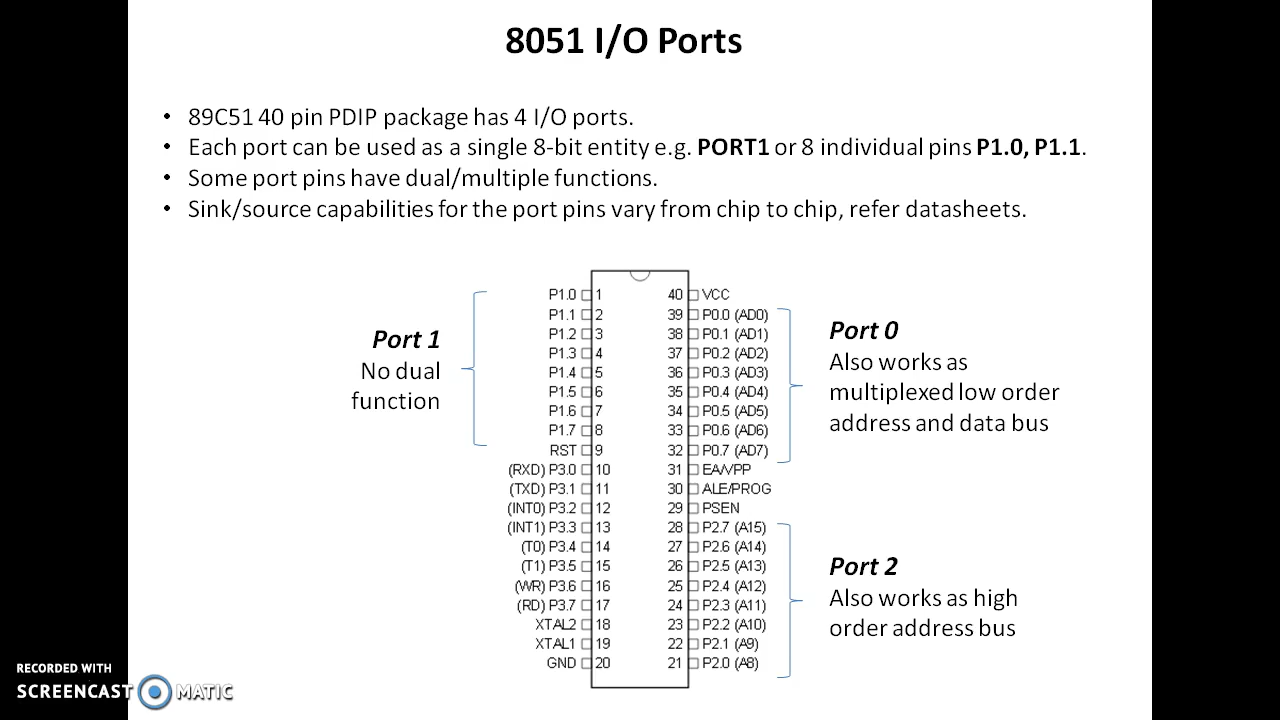 8051 I/O Ports
• 89C51 40 pin PDIP package has 4 I/O ports.
• Each port can be used as a single 8-bit entity e.g. PORT1 or 8 individual pins P1.0, P1.1.
• Some port pins have dual/multiple functions.
• Sink/source capabilities for the port pins vary from chip to chip, refer datasheets.
Port 1
No dual
function
P1.0 1 40 VCC
P1.1 2 39 P0.0 (AD0)
P1.2 3 38 P0.1 (AD1)
P1.3 4 37 P0.2 (AD2)
P1.4 5 36 P0.3 (AD3)
P1.5 6 35 P0.4 (AD4)
P1.6 7 34 P0.5 (AD5)
P1.7 8 33 P0.6 (AD6)
RST 9 32 P0.7 (AD7)
(RXD) P3.0 10 31 EA/VPP
(TXD) P3.1 11 30 ALE/PROG
(INT0) P3.2 12 29 PSEN
(INT1) P3.3 13 28 P2.7 (A15)
(T0) P3.4 14 27 P2.6 (A14)
(T1) P3.5 15 26 P2.5 (A13)
(WR) P3.6 16 25 P2.4 (A12)
(RD) P3.7 17 24 P2.3 (A11)
XTAL2 18 23 P2.2 (A10)
XTAL1 19 22 P2.1 (A9)
GND 20 21 P2.0 (A8)
Port 0
Also works as
multiplexed low order
address and data bus
Port 2
Also works as high
order address bus
RECORDED WITH
SCREENCAST MATIC